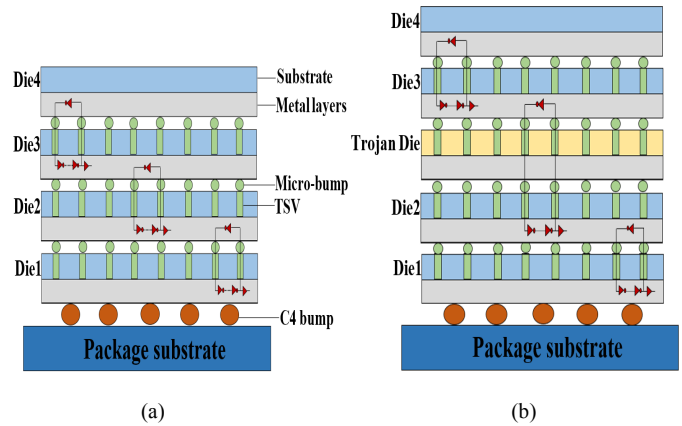 Die4
Substrate
Metal layers
Die3
Micro-bump
Die2
TSV
Die1
C4 bump
Package substrate
(a)
Die4
Die3
Trojan Die
Die2
Die1
Package substrate
(b)